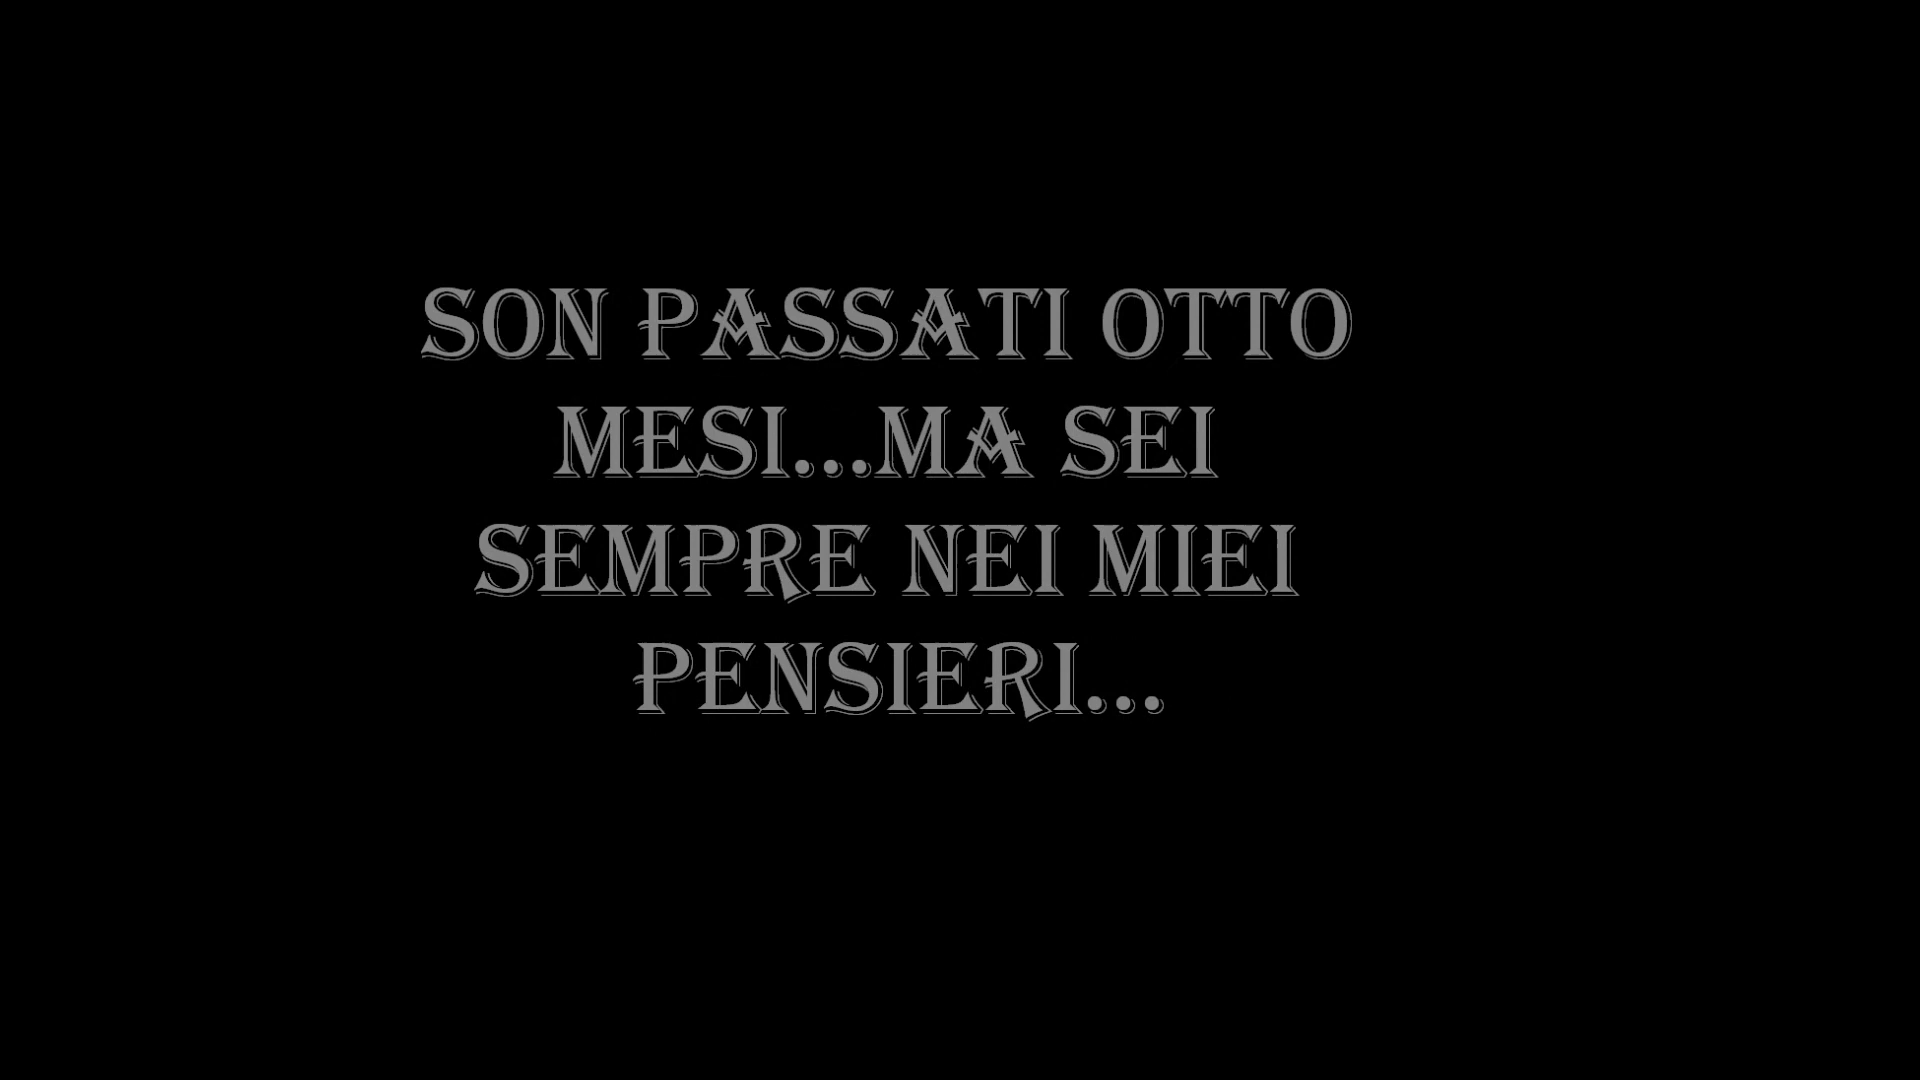 SON PASSATI OTTO
MESI...MA SEI
SEMPRE NEI MIEI
PENSIERI...